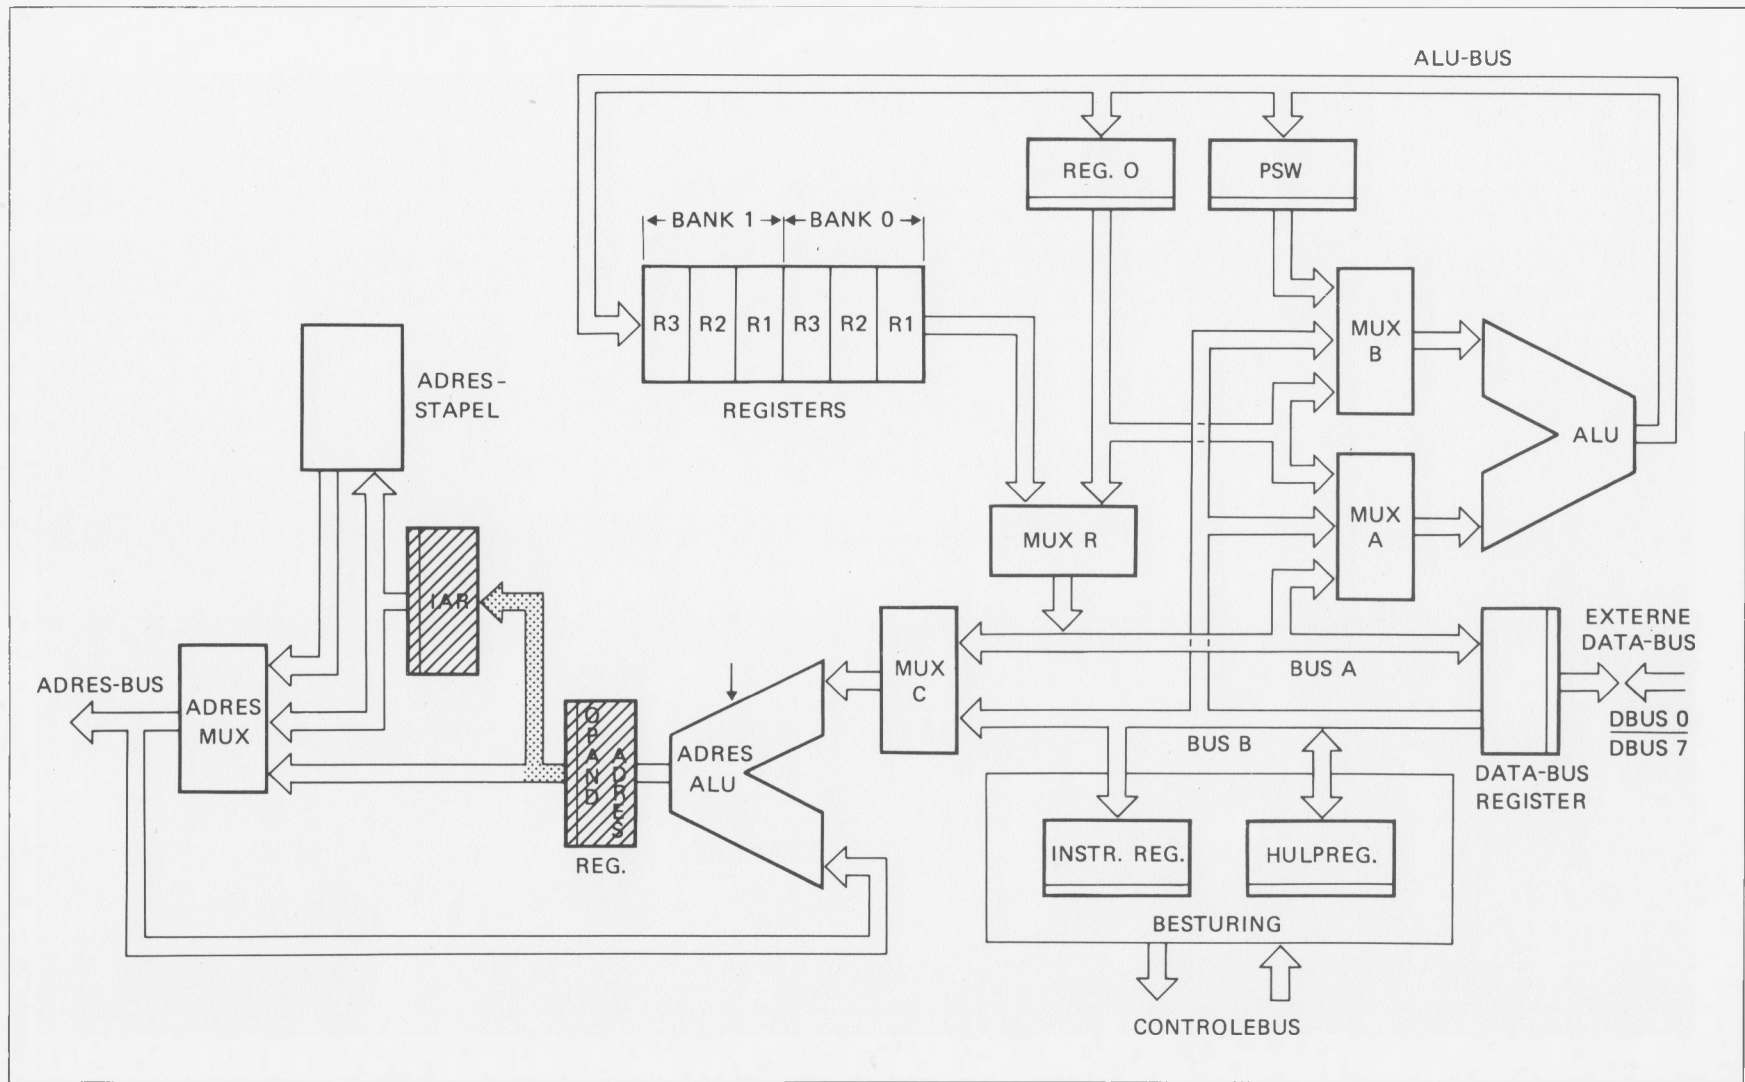 ALU-BUS
REG. O
PSW
BANK 1
BANK 0
R3
R2
R1
R3
R2
R1
REGISTERS
MUX
B
ALU
MUX
A
MUX R
ADRES-
STAPEL
IAR
ADRES-BUS
ADRES
MUX
OPAND
ADRES
REG.
ADRES
ALU
MUX
C
BUS A
BUS B
EXTERNE
DATA-BUS
DBUS 0
DBUS 7
DATA-BUS
REGISTER
INSTR. REG.
HULPREG.
BESTURING
CONTROLEBUS